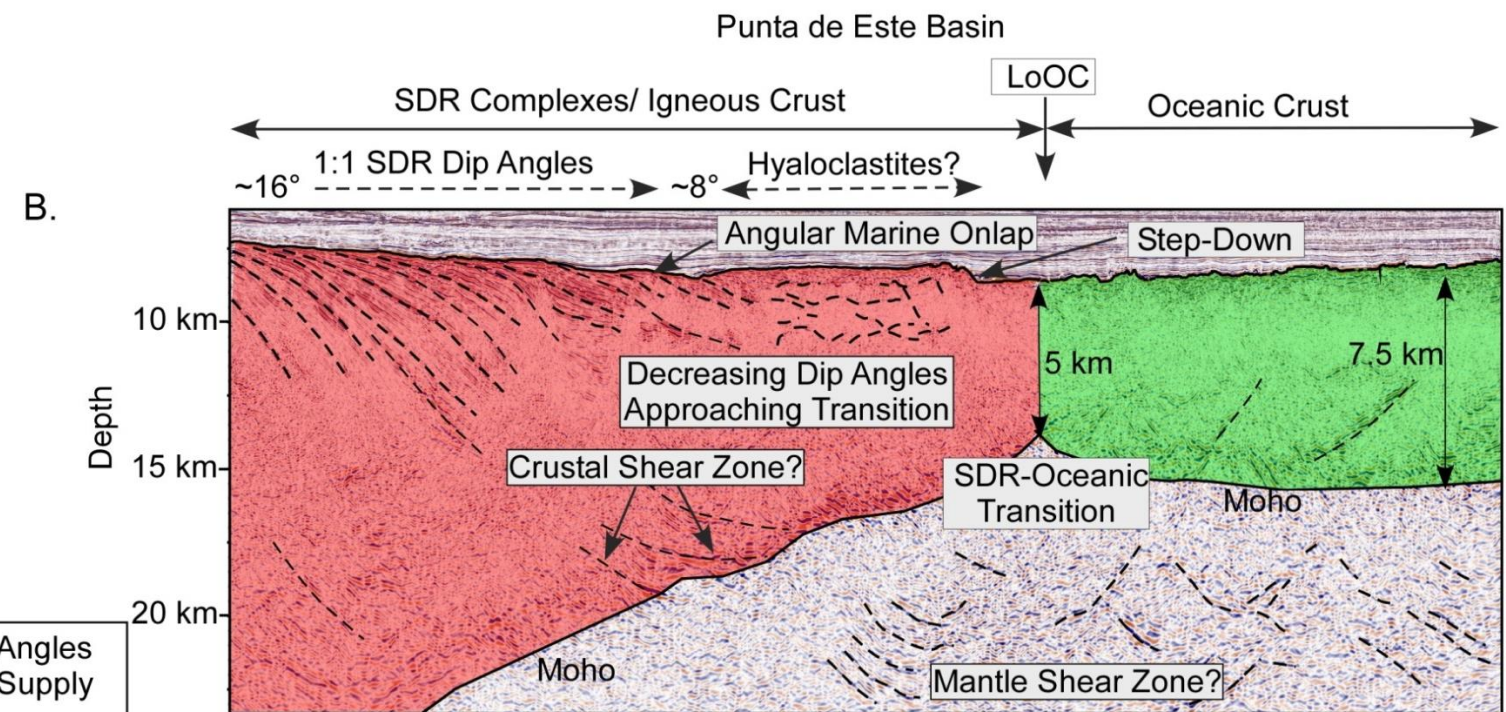 Punta de Este Basin
LoOC
SDR Complexes/ Igneous Crust
Oceanic Crust
1:1 SDR Dip Angles
Hyaloclastites?
~16°
~8°
B.
Angular Marine Onlap
Step-Down
10 km
5 km
7.5 km
Decreasing Dip Angles
Approaching Transition
Depth
15 km
Crustal Shear Zone?
SDR-Oceanic
Transition
Moho
20 km
Angles
Supply
Moho
Mantle Shear Zone?